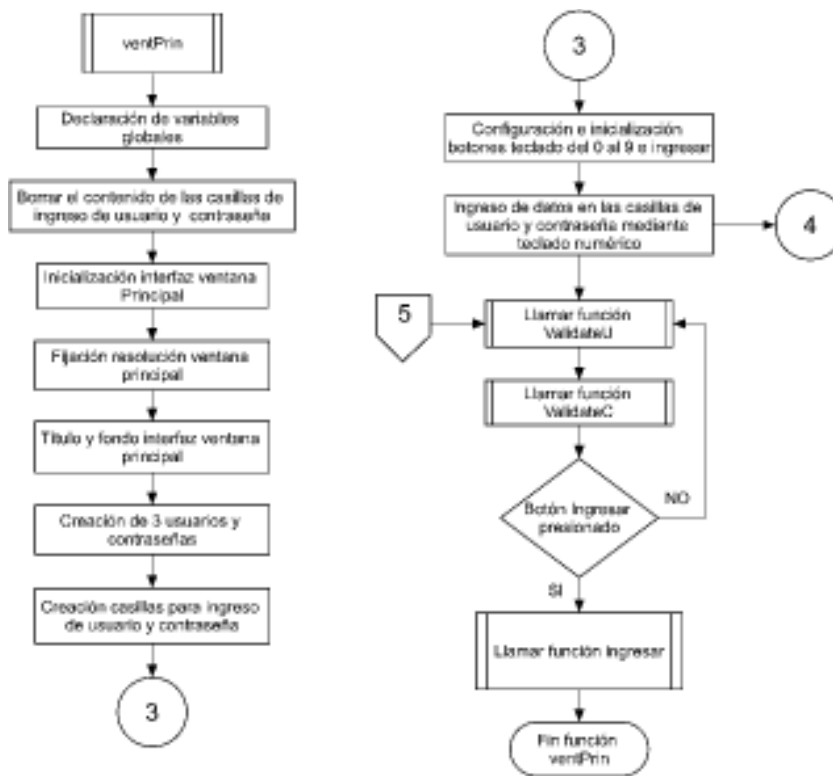 ventPrin
Declaración de variables
globales
Borrar el contenido de las casillas de
ingreso de usuario y contraseña
Inicialización interfaz ventana
Principal
Fijación resolución ventana
principal
Título y fondo interfaz ventana
principal
Creación de 3 usuarios y
contraseñas
Creación casillas para ingreso
de usuario y contraseña
3
3
Configuración e inicialización
botones teclado del 0 al 9 e ingresar
Ingreso de datos en las casillas de
usuario y contraseña mediante
teclado numérico
4
5
Llamar función
ValidateU
Llamar función
ValidateC
Botón Ingresar
presionado
NO
SI
Llamar función Ingresar
Fin función
ventPrin